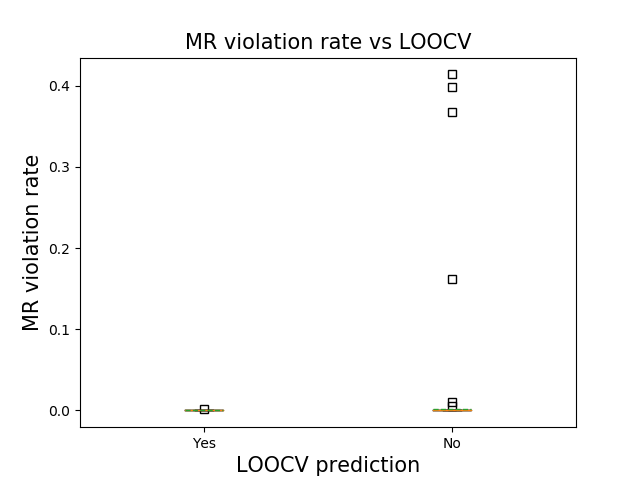 MR violation rate vs LOOCV
MR violation rate
0.4
0.3
0.2
0.1
0.0
Yes
No
LOOCV prediction